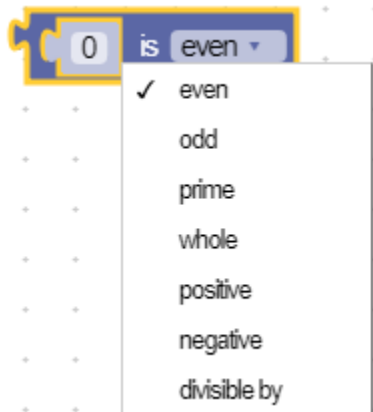 0 is even ▾
✓ even
odd
prime
whole
positive
negative
divisible by